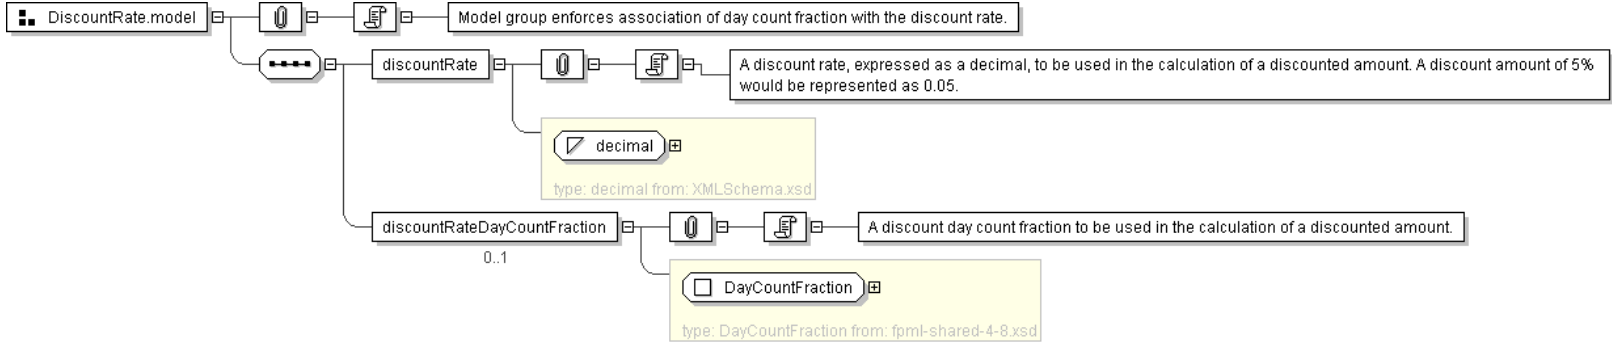 DiscountRate.model
Model group enforces association of day count fraction with the discount rate.
discountRate
A discount rate, expressed as a decimal, to be used in the calculation of a discounted amount. A discount amount of 5%
would be represented as 0.05.
decimal
type: decimal from: XMLSchema.xsd
discountRateDayCountFraction
A discount day count fraction to be used in the calculation of a discounted amount.
0..1
DayCountFraction
type: DayCountFraction from: fpml-shared-4-8.xsd